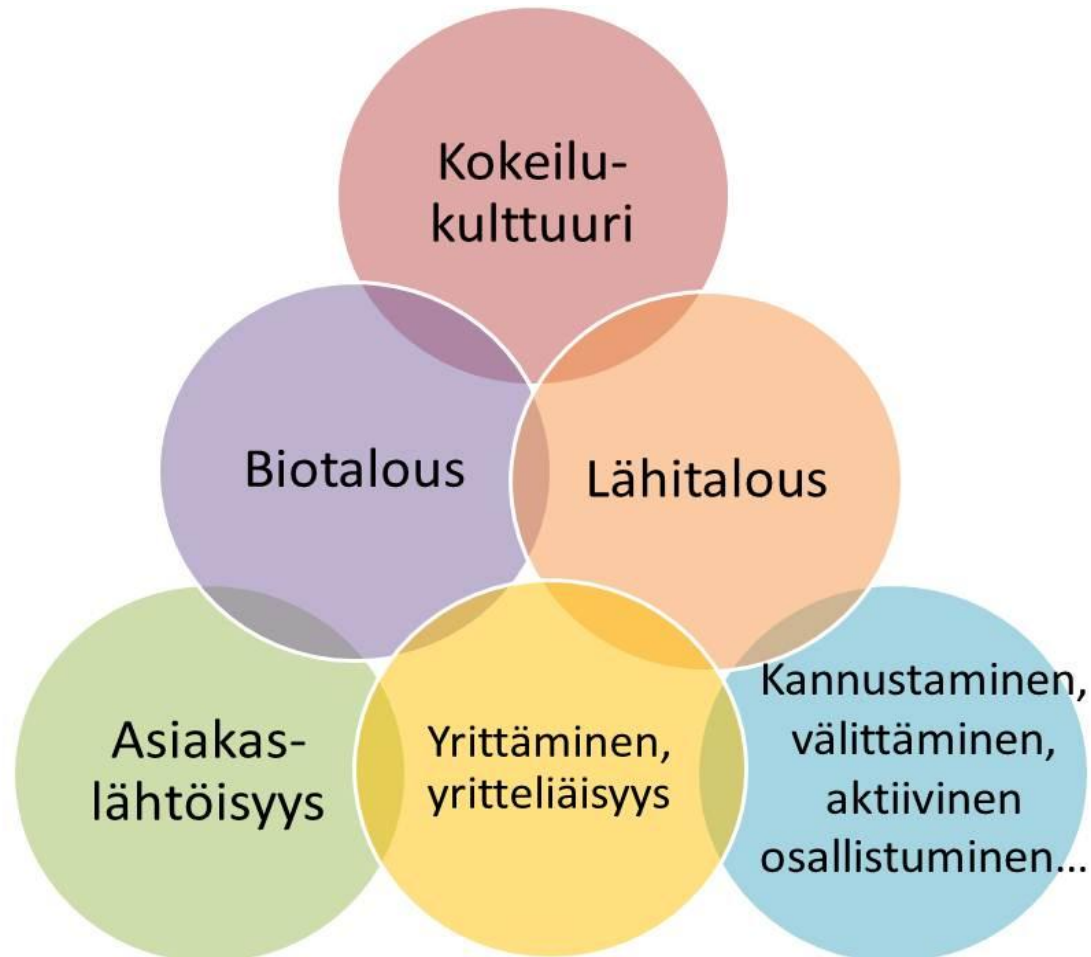 Kokeilu-
kulttuuri
Biotalous
Lähitalous
Asiakas-
lähtöisyys
Yrittäminen,
yritteliäisyys
Kannustaminen,
välittäminen,
aktiivinen
osallistuminen...